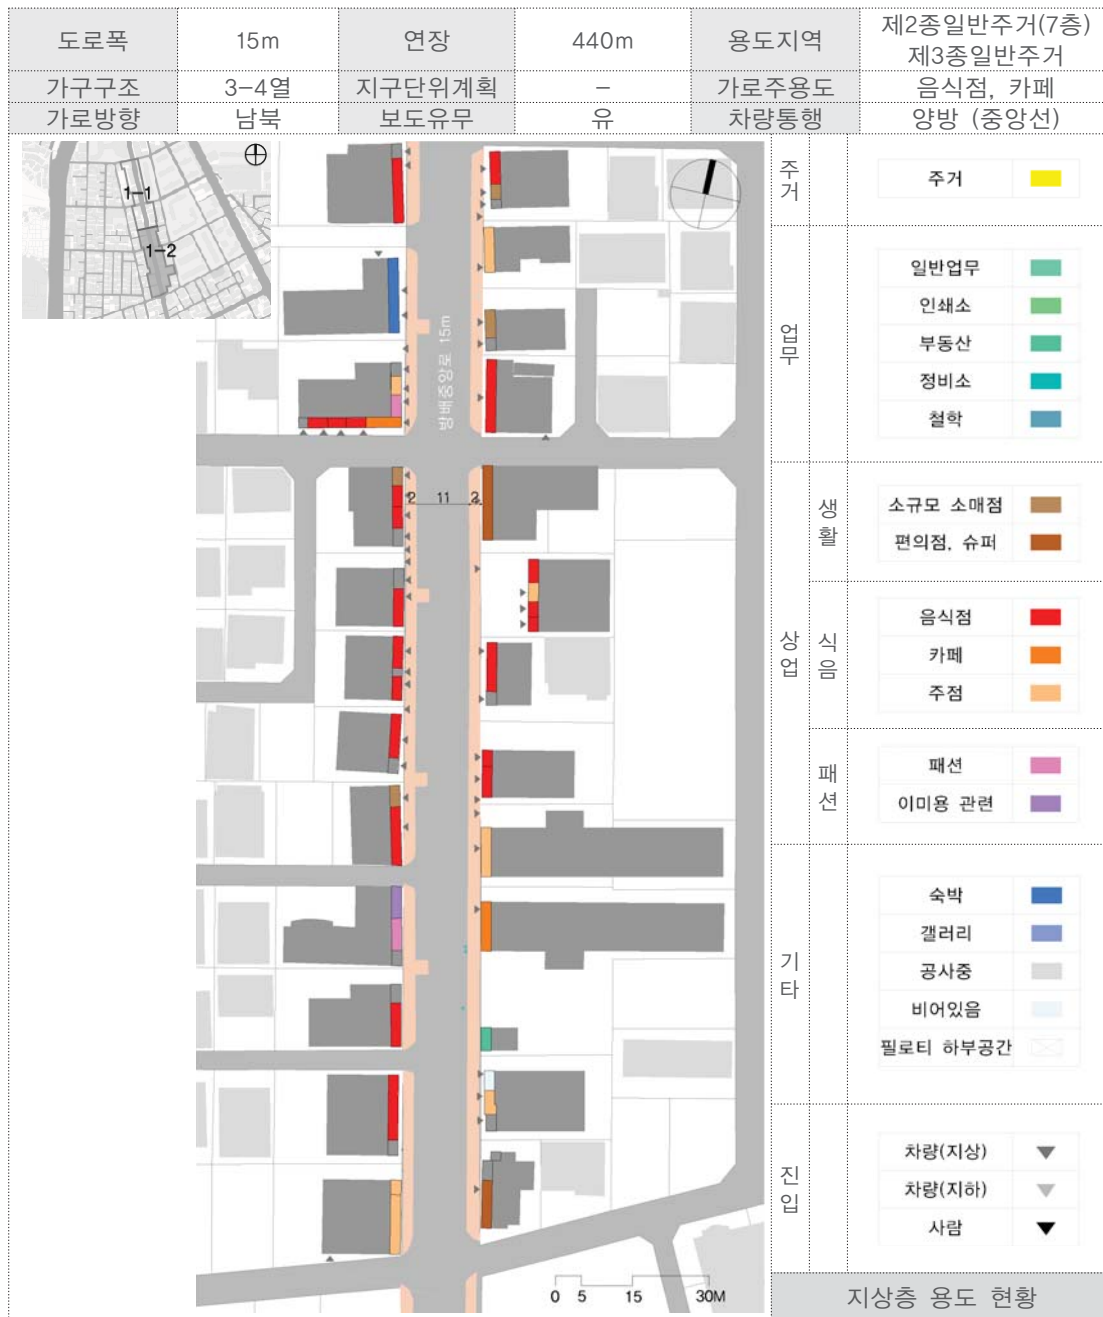 도로폭 15m 연장 440m 용도지역 제2종일반주거(7층)
제3종일반주거
가구구조 3-4열 지구단위계획 - 가로주용도 음식점, 카페
가로방향 남북 보도유무 유 차량통행 양방 (중앙선)
1-1
1-2
방배중앙로 15m
2 11 2
0 5 15 30M
주거
주거
업무
일반업무
인쇄소
부동산
정비소
철학
상업
생활
소규모 소매점
편의점, 슈퍼
식음
음식점
카페
주점
패션
패션
이미용 관련
기타
숙박
갤러리
공사중
비어있음
필로티 하부공간
진입
차량(지상)
차량(지하)
사람
지상층 용도 현황